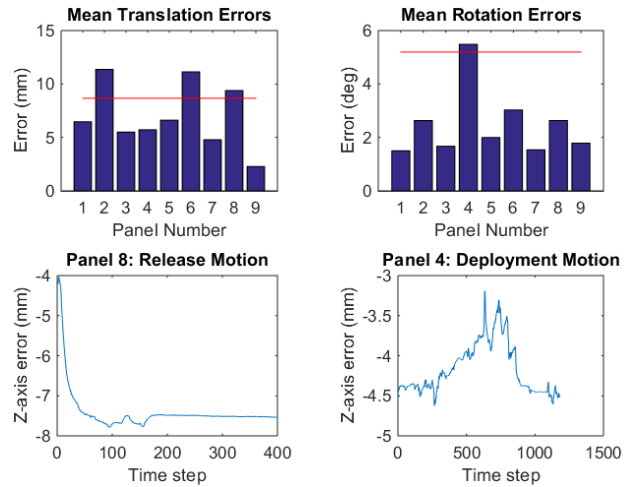 Mean Translation Errors
15
10
5
0
Error (mm)
1 2 3 4 5 6 7 8 9
Panel Number
Mean Rotation Errors
6
4
2
0
Error (deg)
1 2 3 4 5 6 7 8 9
Panel Number
Panel 8: Release Motion
-4
-5
-6
-7
-8
Z-axis error (mm)
0 100 200 300 400
Time step
Panel 4: Deployment Motion
-3
-3.5
-4
-4.5
-5
Z-axis error (mm)
0 500 1000 1500
Time step